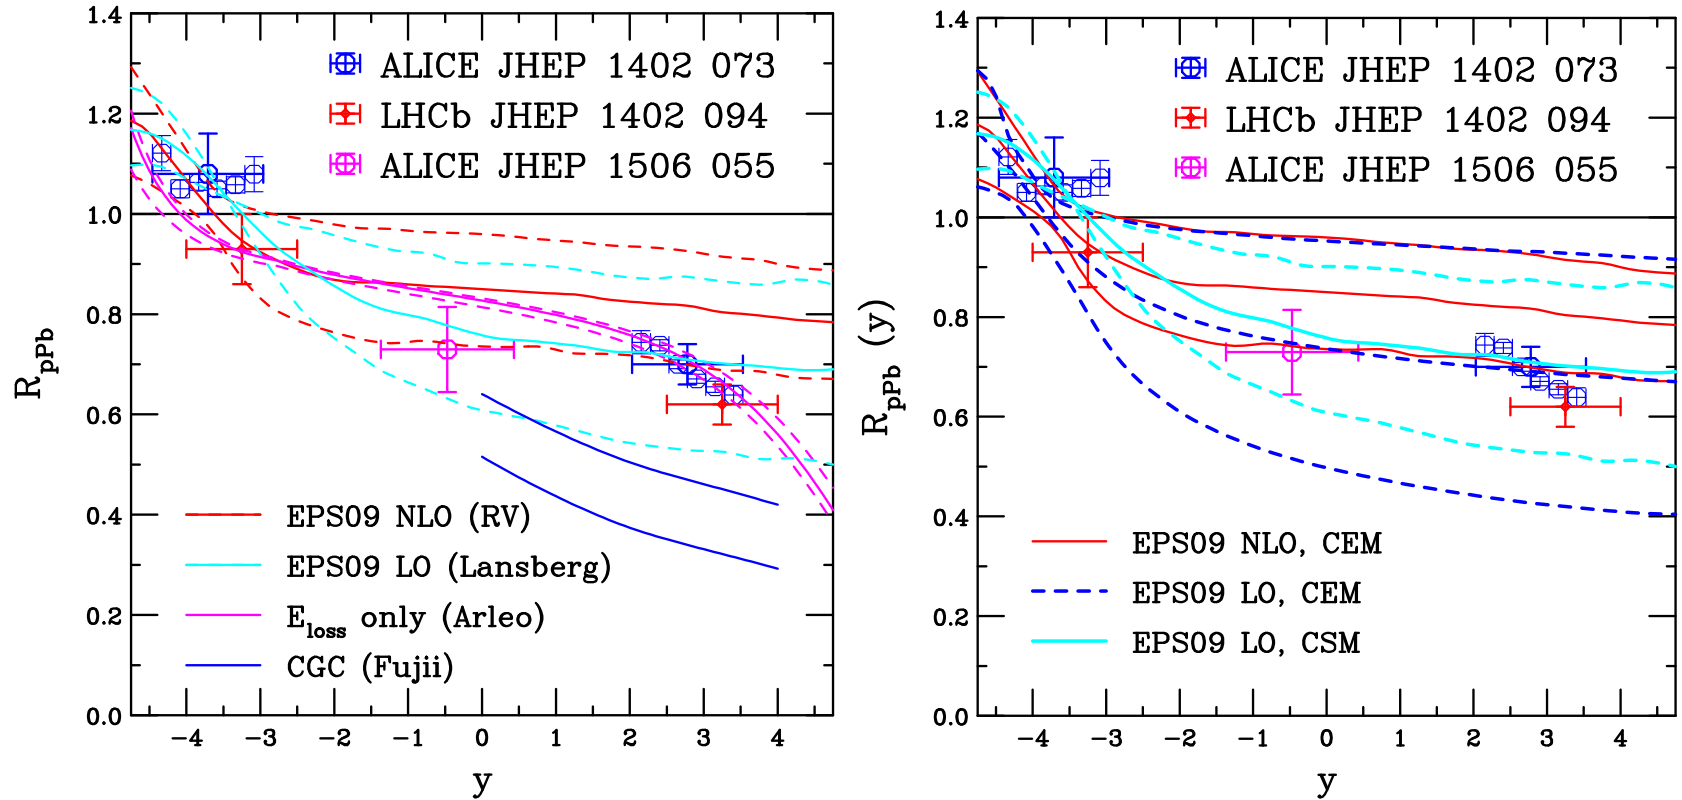 1.4
1.2
1.0
0.8
0.6
0.4
0.2
0.0
R_pPb
ALICE JHEP 1402 073
LHCb JHEP 1402 094
ALICE JHEP 1506 055
EPS09 NLO (RV)
EPS09 LO (Lansberg)
E_loss only (Arleo)
CGC (Fujii)
−4 −3 −2 −1 0 1 2 3 4
y
1.4
1.2
1.0
0.8
0.6
0.4
0.2
0.0
R_pPb (y)
ALICE JHEP 1402 073
LHCb JHEP 1402 094
ALICE JHEP 1506 055
EPS09 NLO, CEM
EPS09 LO, CEM
EPS09 LO, CSM
−4 −3 −2 −1 0 1 2 3 4
y